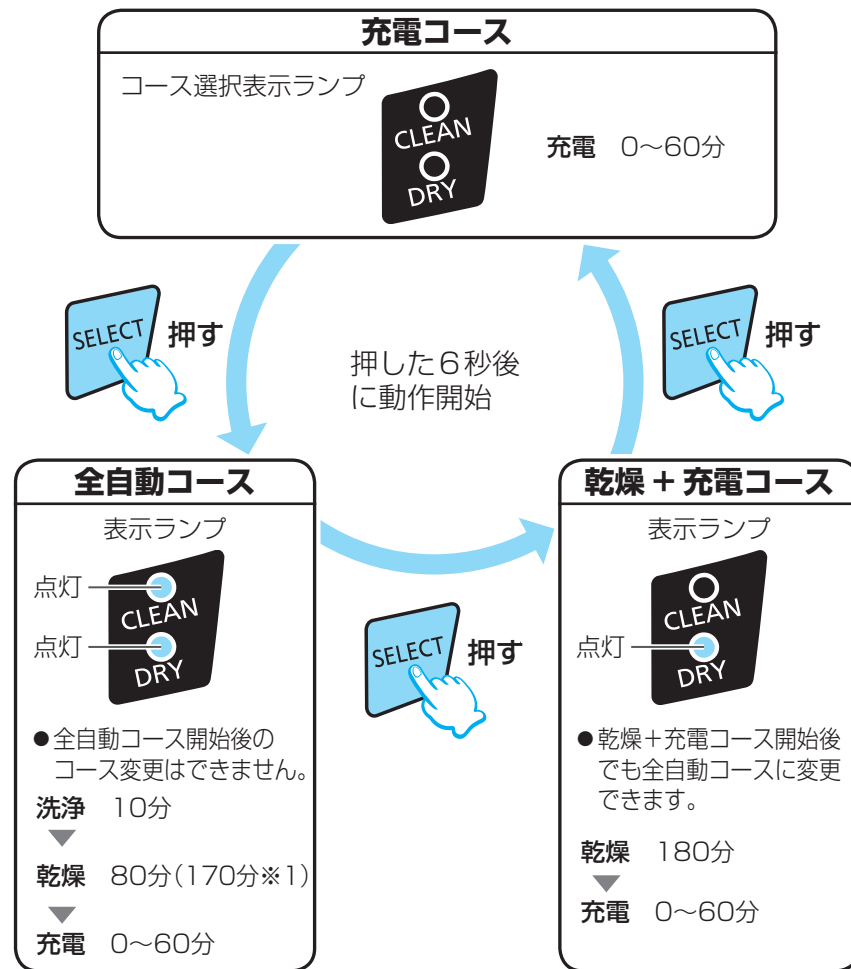 充電コース
コース選択表示ランプ
CLEAN
DRY
充電 0～60分
SELECT
押す
押した6秒後
に動作開始
SELECT
押す
全自動コース
表示ランプ
点灯
CLEAN
点灯
DRY
●全自動コース開始後の
コース変更はできません。
洗浄 10分
乾燥 80分(170分※1)
充電 0～60分
SELECT
押す
乾燥＋充電コース
表示ランプ
CLEAN
点灯
DRY
●乾燥＋充電コース開始後
でも全自動コースに変更
できます。
乾燥 180分
充電 0～60分